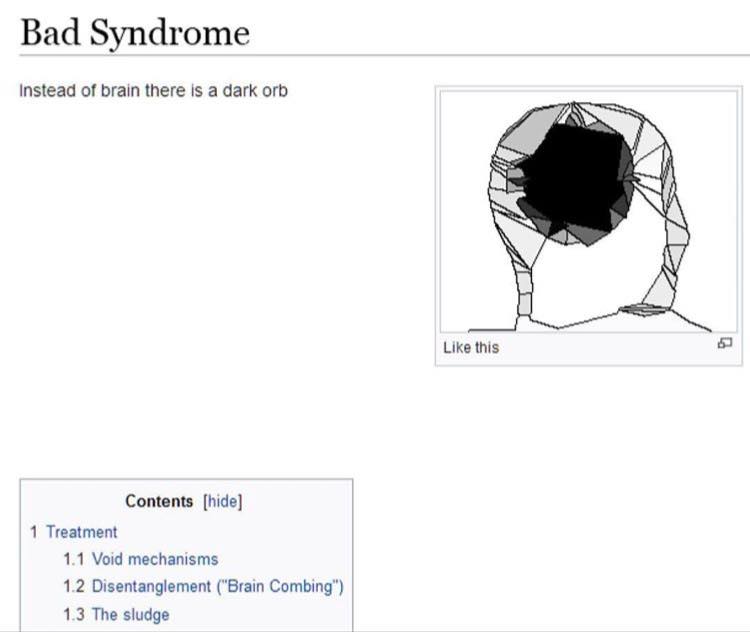 Bad Syndrome
Instead of brain there is a dark orb
Like this
Contents [hide]
1 Treatment
1.1 Void mechanisms
1.2 Disentanglement ("Brain Combing")
1.3 The sludge